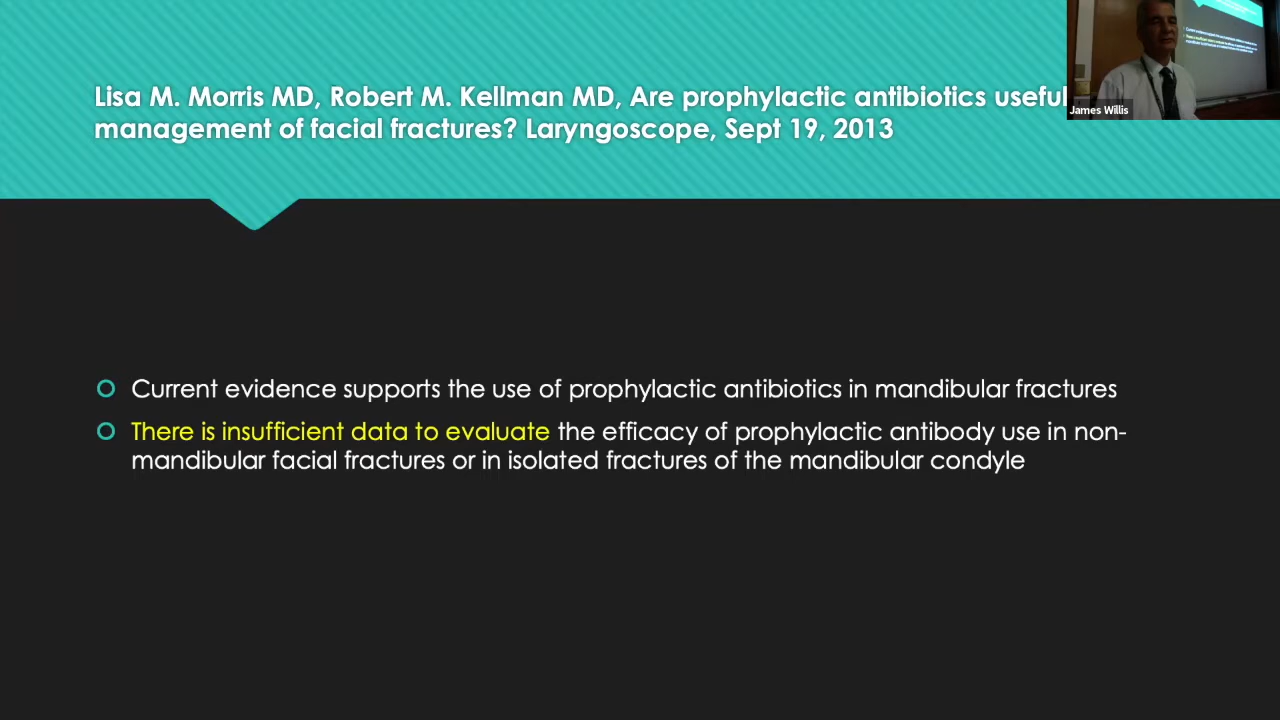 Lisa M. Morris MD, Robert M. Kellman MD, Are prophylactic antibiotics useful
management of facial fractures? Laryngoscope, Sept 19, 2013
James Willis
Current evidence supports the use of prophylactic antibiotics in mandibular fractures
There is insufficient data to evaluate the efficacy of prophylactic antibody use in non-
mandibular facial fractures or in isolated fractures of the mandibular condyle